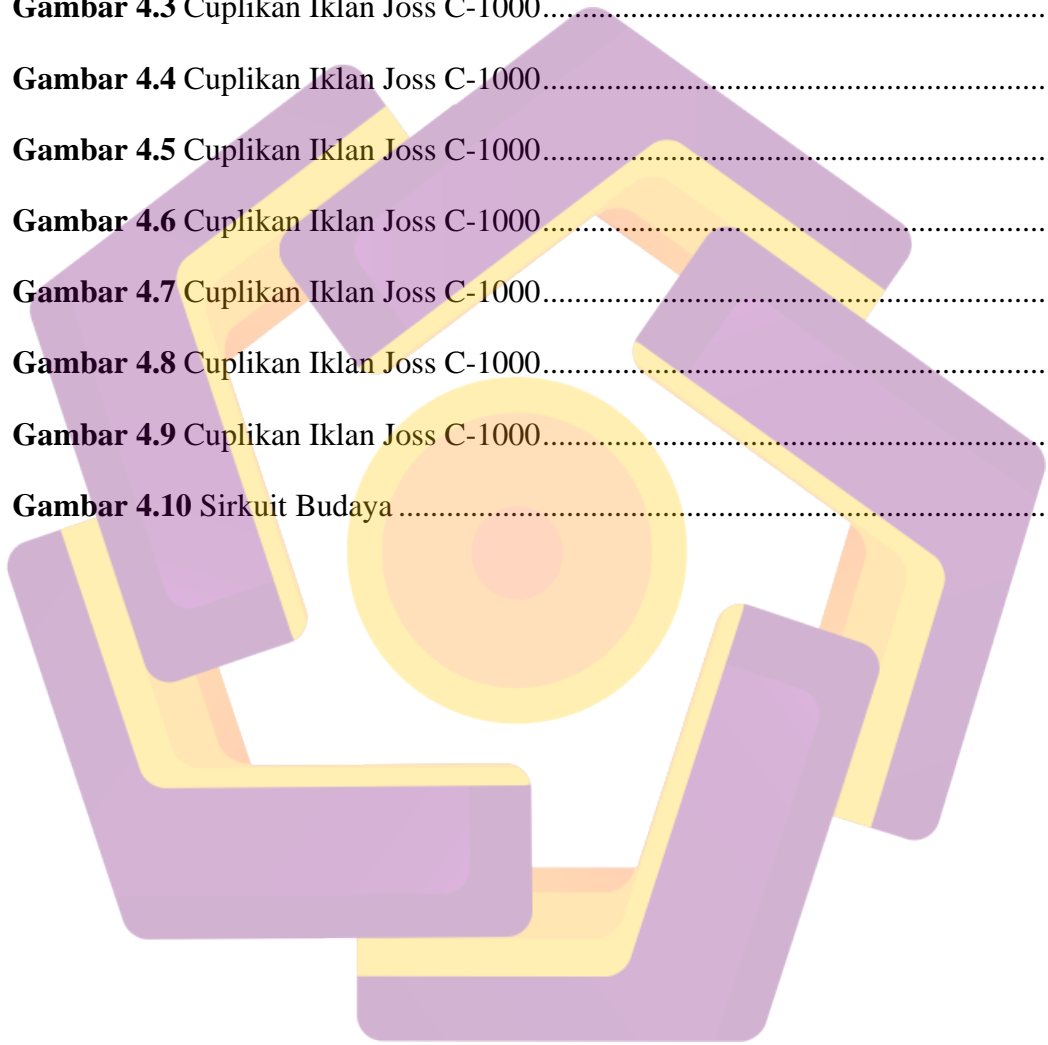 Gambar 4.3 Cuplikan Iklan Joss C-1000................................................................
Gambar 4.4 Cuplikan Iklan Joss C-1000................................................................
Gambar 4.5 Cuplikan Iklan Joss C-1000................................................................
Gambar 4.6 Cuplikan Iklan Joss C-1000................................................................
Gambar 4.7 Cuplikan Iklan Joss C-1000................................................................
Gambar 4.8 Cuplikan Iklan Joss C-1000................................................................
Gambar 4.9 Cuplikan Iklan Joss C-1000................................................................
Gambar 4.10 Sirkuit Budaya .................................................................................